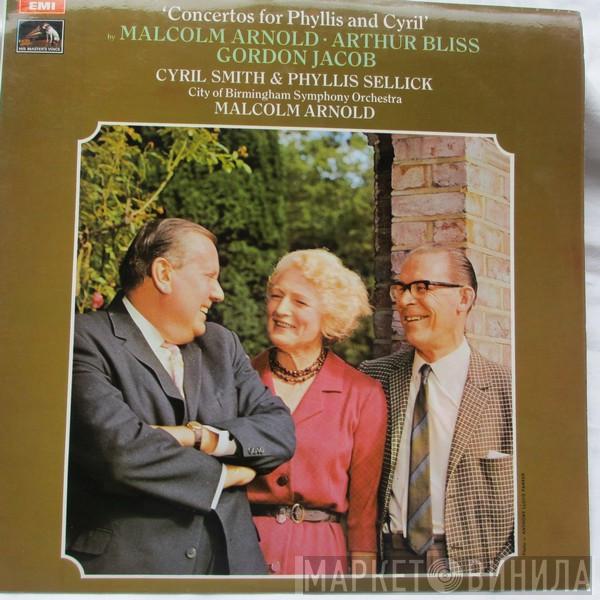 EMI
HIS MASTER'S VOICE
'Concertos for Phyllis and Cyril'
by MALCOLM ARNOLD · ARTHUR BLISS
GORDON JACOB
CYRIL SMITH & PHYLLIS SELLICK
City of Birmingham Symphony Orchestra
MALCOLM ARNOLD
МАРКЕТ ВИНИЛА